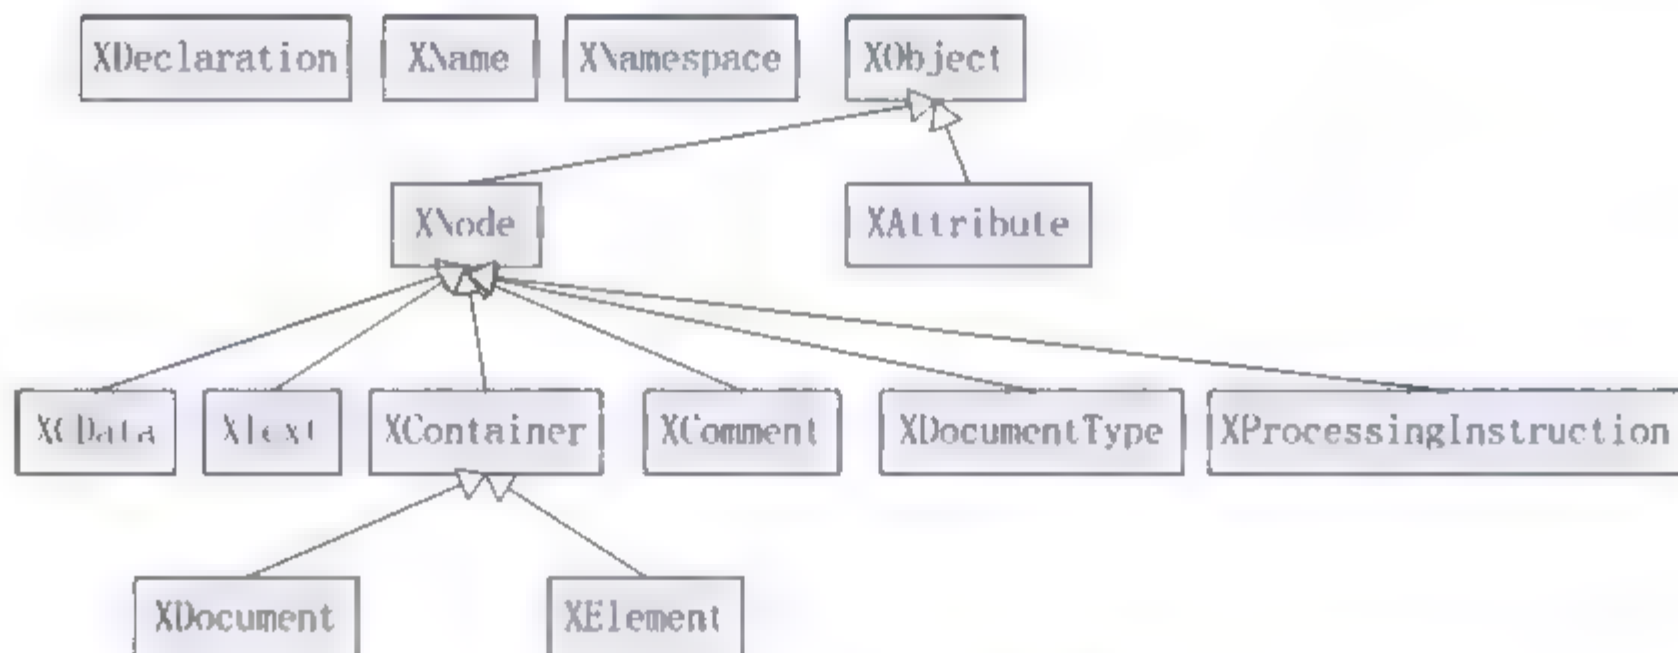 XDeclaration XName XNamespace XObject
XNode XAttribute
XCData XText XContainer XComment XDocumentType XProcessingInstruction
XDocument XElement